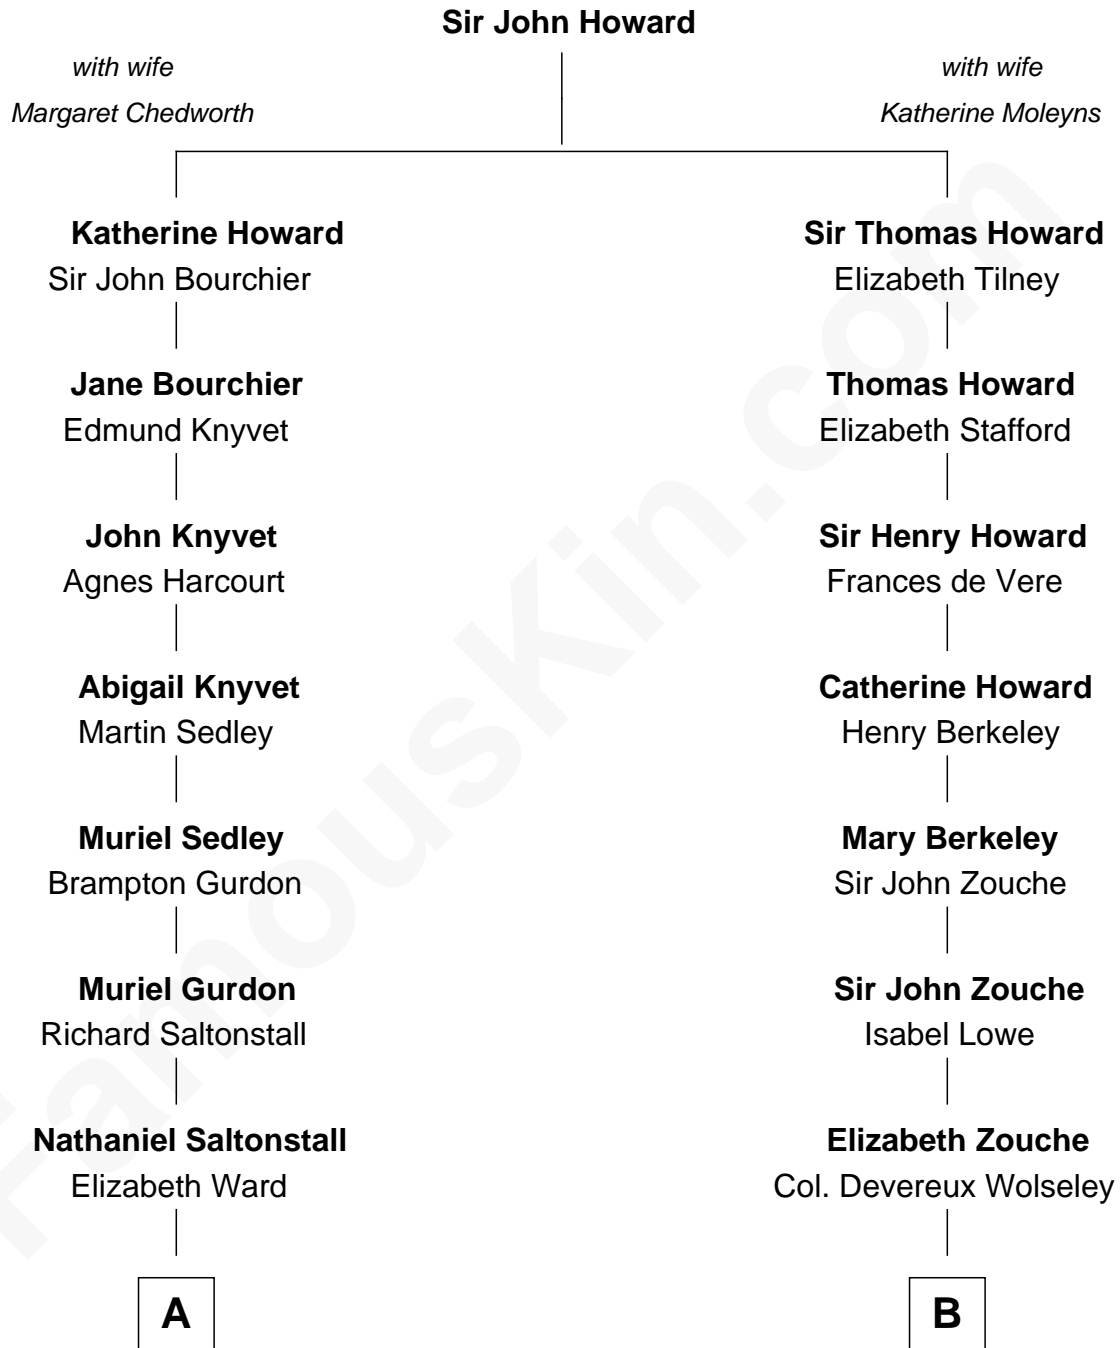 Sir John Howard
with wife
Margaret Chedworth
with wife
Katherine Moleyns
Katherine Howard
Sir John Bourchier
Jane Bourchier
Edmund Knyvet
John Knyvet
Agnes Harcourt
Abigail Knyvet
Martin Sedley
Muriel Sedley
Brampton Gurdon
Muriel Gurdon
Richard Saltonstall
Nathaniel Saltonstall
Elizabeth Ward
A
Sir Thomas Howard
Elizabeth Tilney
Thomas Howard
Elizabeth Stafford
Sir Henry Howard
Frances de Vere
Catherine Howard
Henry Berkeley
Mary Berkeley
Sir John Zouche
Sir John Zouche
Isabel Lowe
Elizabeth Zouche
Col. Devereux Wolseley
B
FamousKin.com